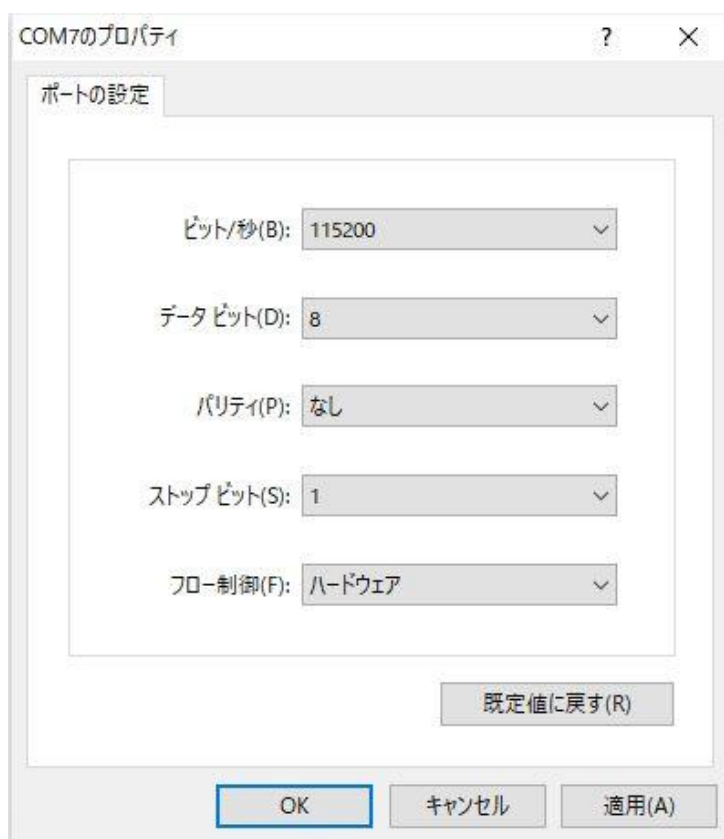 COM7のプロパティ ? ×
ポートの設定
ビット/秒(B): 115200
データ ビット(D): 8
パリティ(P): なし
ストップ ビット(S): 1
フロー制御(F): ハードウェア
既定値に戻す(R)
OK キャンセル 適用(A)